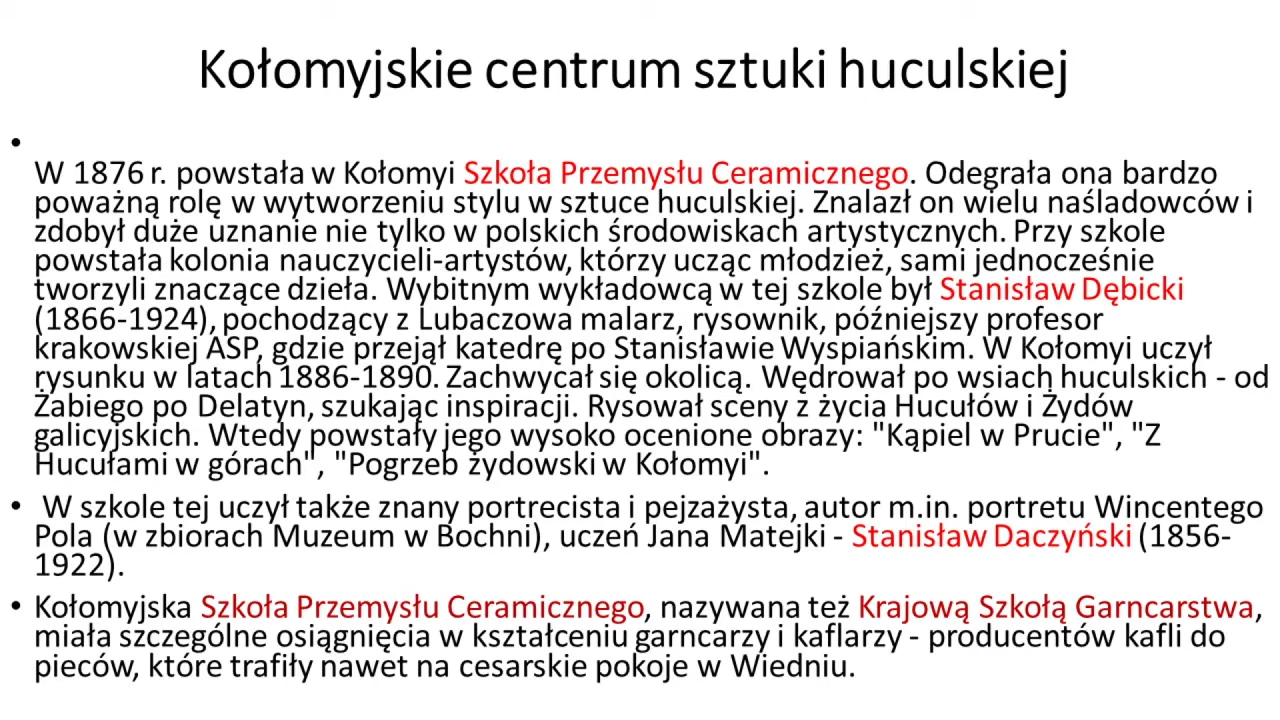 Kołomyjskie centrum sztuki huculskiej
•
W 1876 r. powstała w Kołomyi Szkoła Przemysłu Ceramicznego. Odegrała ona bardzo
poważną rolę w wytworzeniu stylu w sztuce huculskiej. Znalazł on wielu naśladowców i
zdobył duże uznanie nie tylko w polskich środowiskach artystycznych. Przy szkole
powstała kolonia nauczycieli-artystów, którzy ucząc młodzież, sami jednocześnie
tworzyli znaczące dzieła. Wybitnym wykładowcą w tej szkole był Stanisław Dębicki
(1866-1924), pochodzący z Lubaczowa malarz, rysownik, późniejszy profesor
krakowskiej ASP, gdzie przejął katedrę po Stanisławie Wyspiańskim. W Kołomyi uczył
rysunku w latach 1886-1890. Zachwycał się okolicą. Wędrował po wsiach huculskich - od
Żabiego po Delatyn, szukając inspiracji. Rysował sceny z życia Hucułów i Żydów
galicyjskich. Wtedy powstały jego wysoko ocenione obrazy: "Kąpiel w Prucie", "Z
Hucułami w górach", "Pogrzeb żydowski w Kołomyi".
• W szkole tej uczył także znany portrecista i pejzażysta, autor m.in. portretu Wincentego
Pola (w zbiorach Muzeum w Bochni), uczeń Jana Matejki - Stanisław Daczyński (1856-
1922).
• Kołomyjska Szkoła Przemysłu Ceramicznego, nazywana też Krajową Szkołą Garncarstwa,
miała szczególne osiągnięcia w kształceniu garncarzy i kaflarzy - producentów kafli do
pieców, które trafiły nawet na cesarskie pokoje w Wiedniu.